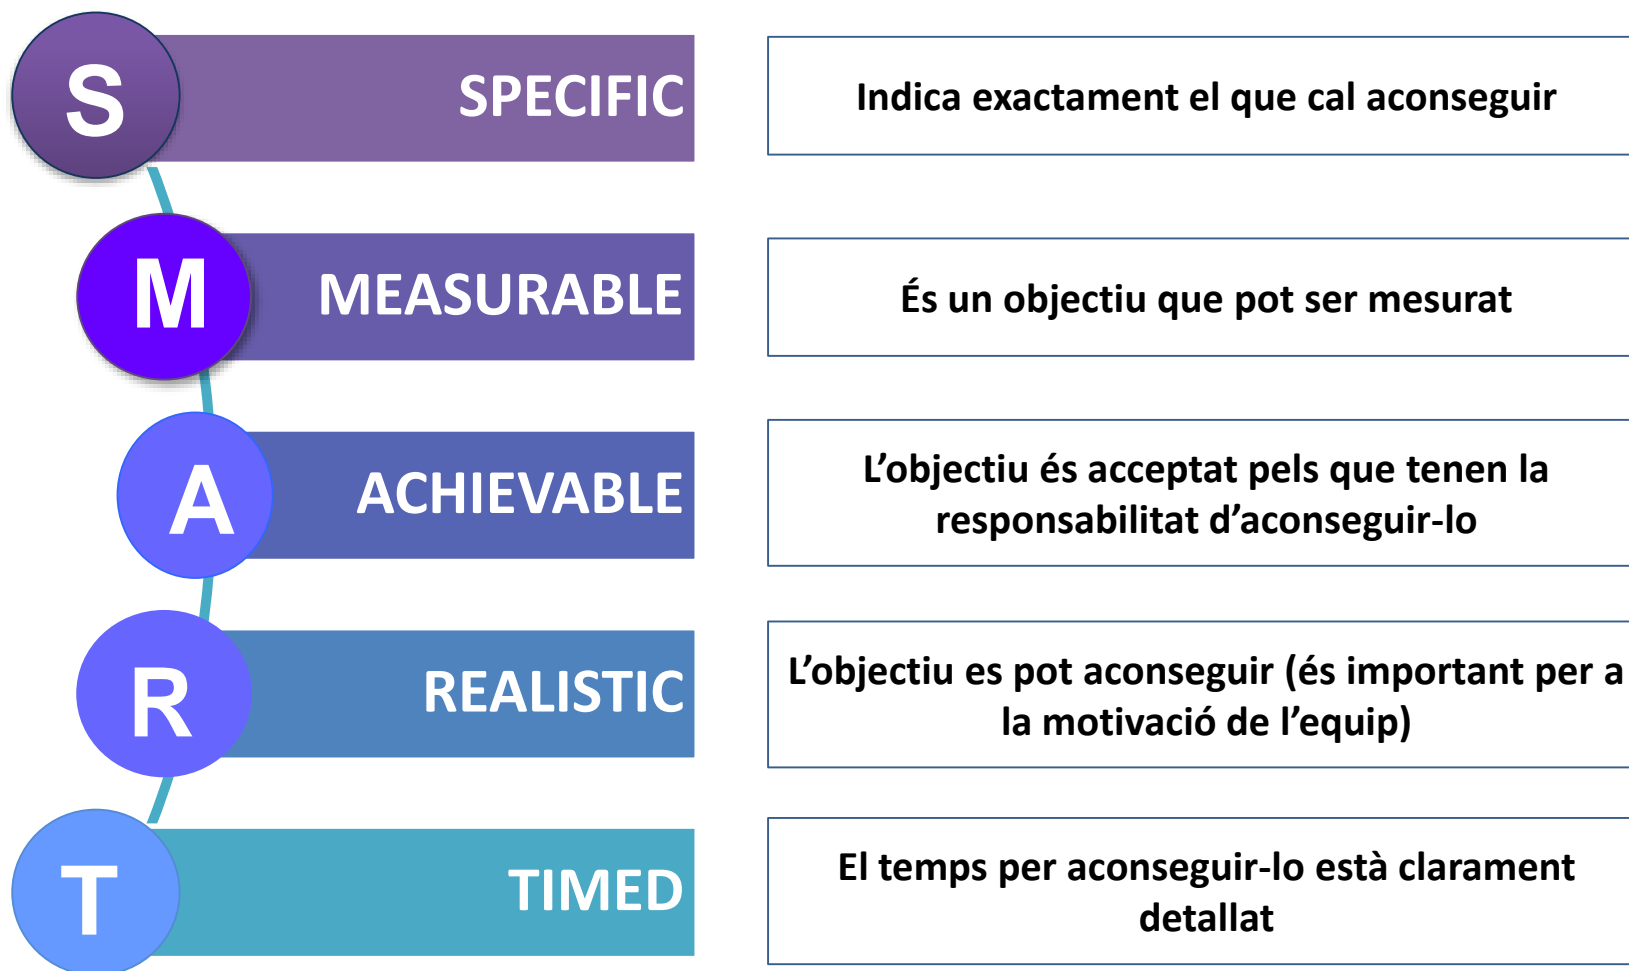 S
SPECIFIC
Indica exactament el que cal aconseguir
M
MEASURABLE
És un objectiu que pot ser mesurat
A
ACHIEVABLE
L’objectiu és acceptat pels que tenen la
responsabilitat d’aconseguir-lo
R
REALISTIC
L’objectiu es pot aconseguir (és important per a
la motivació de l’equip)
T
TIMED
El temps per aconseguir-lo està clarament
detallat